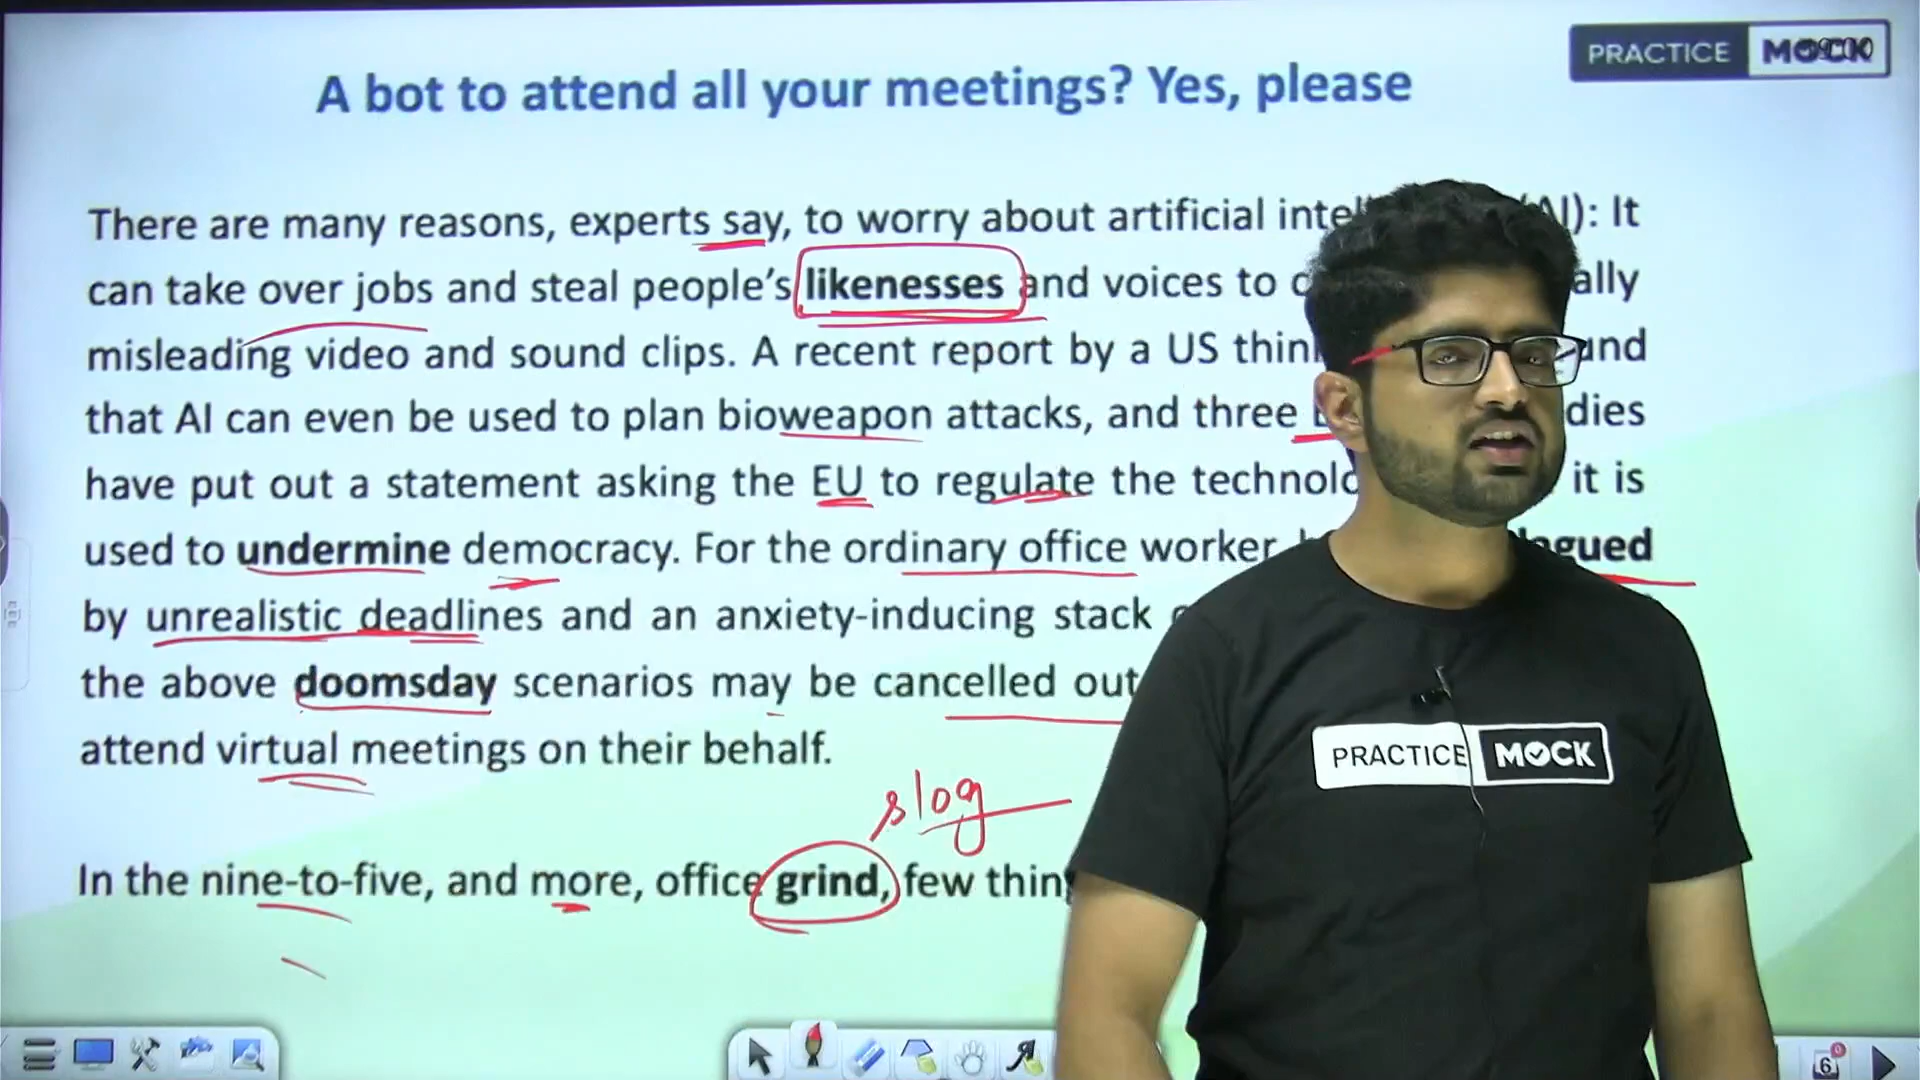 A bot to attend all your meetings? Yes, please
PRACTICE MOCK
There are many reasons, experts say, to worry about artificial (AI): It
can take over jobs and steal people's likenesses and voices to
misleading video and sound clips. A recent report by a US
that AI can even be used to plan bioweapon attacks, and three
have put out a statement asking the EU to regulate the it is
used to undermine democracy. For the ordinary office worker
by unrealistic deadlines and an anxiety-inducing stack
the above doomsday scenarios may be cancelled out
attend virtual meetings on their behalf.
slog
In the nine-to-five, and more, office grind, few
PRACTICE MOCK
6